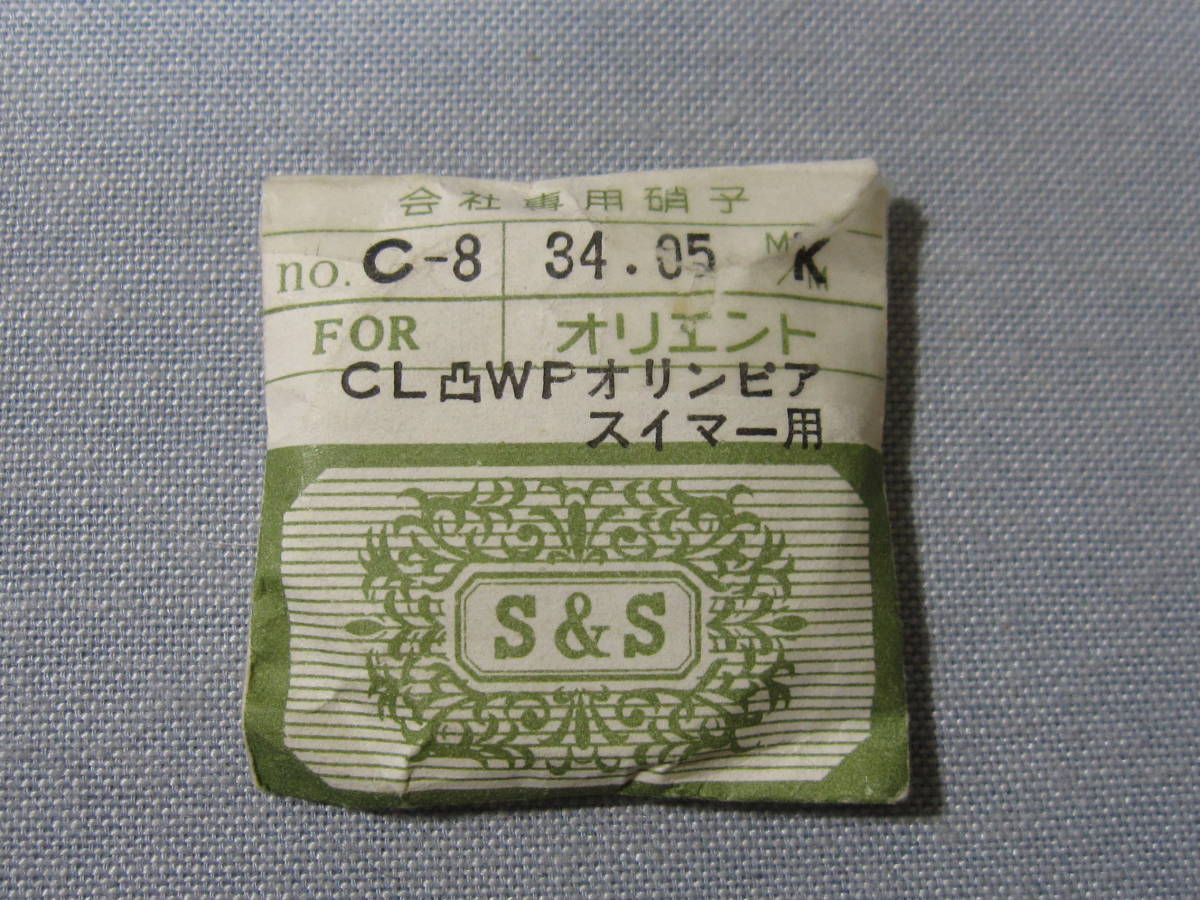 会社専用硝子
no. C-8 34.05 M/M K
FOR オリエント
CL凸WPオリンピア
スイマー用
S&S